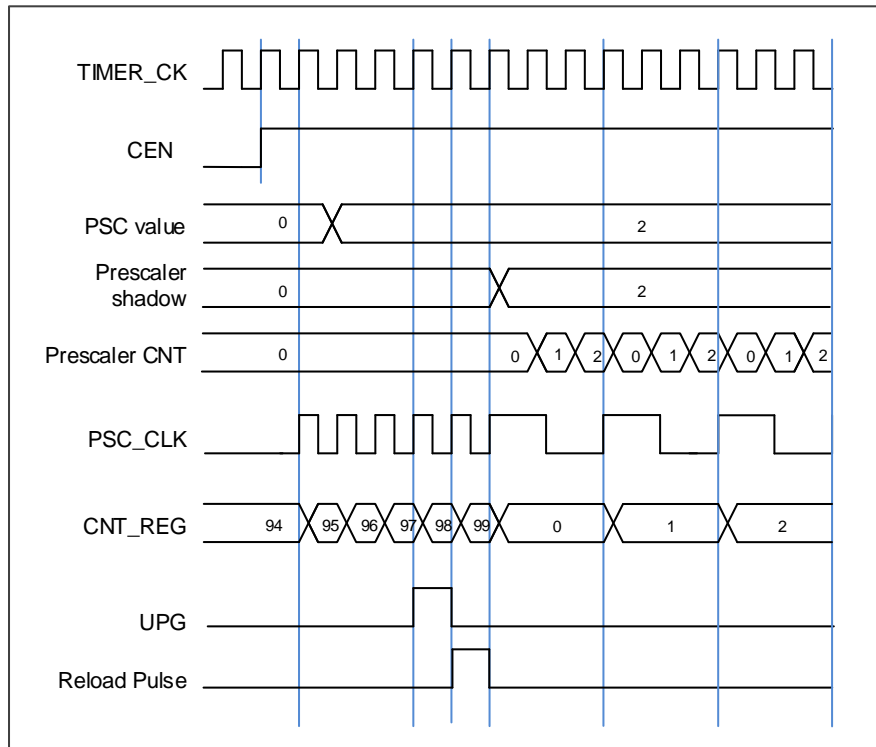 TIMER_CK
CEN
PSC value 0 2
Prescaler
shadow 0 2
Prescaler CNT 0 0 1 2 0 1 2 0 1 2
PSC_CLK
CNT_REG 94 95 96 97 98 99 0 1 2
UPG
Reload Pulse